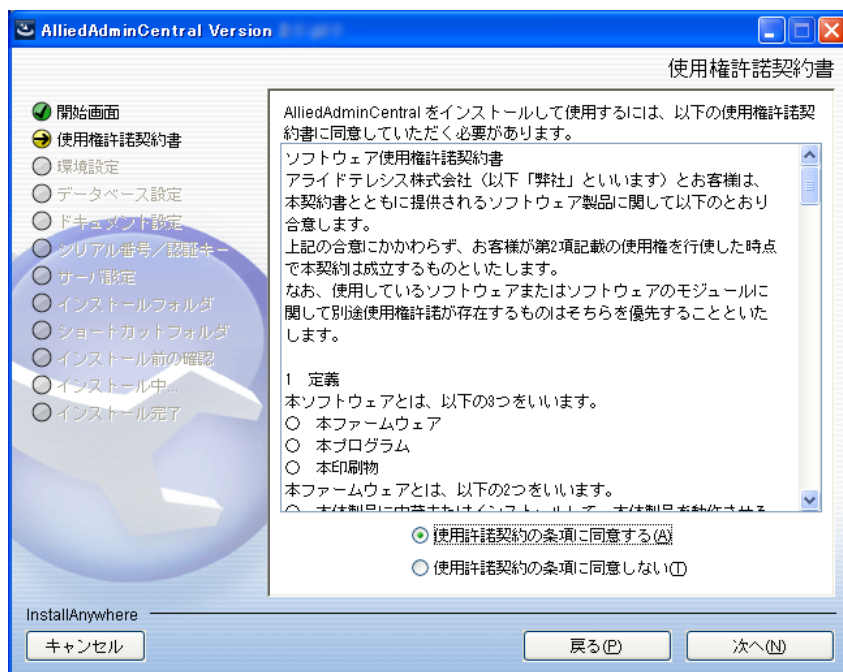 AlliedAdminCentral Version
使用権許諾契約書
開始画面
使用権許諾契約書
環境設定
データベース設定
ドキュメント設定
シリアル番号／認証キー
サーバ設定
インストールフォルダ
ショートカットフォルダ
インストール前の確認
インストール中...
インストール完了
AlliedAdminCentral をインストールして使用するには、以下の使用権許諾契
約書に同意していただく必要があります。
ソフトウェア使用権許諾契約書
アライドテレシス株式会社（以下「弊社」といいます）とお客様は、
本契約書とともに提供されるソフトウェア製品に関して以下のとおり
合意します。
上記の合意にかかわらず、お客様が第2項記載の使用権を行使した時点
で本契約は成立するものといたします。
なお、使用しているソフトウェアまたはソフトウェアのモジュールに
関して別途使用権許諾が存在するものはそちらを優先することといた
します。
1　定義
本ソフトウェアとは、以下の3つをいいます。
○　本ファームウェア
○　本プログラム
○　本印刷物
本ファームウェアとは、以下の2つをいいます。
使用許諾契約の条項に同意する(A)
使用許諾契約の条項に同意しない(T)
InstallAnywhere
キャンセル
戻る(P)
次へ(N)